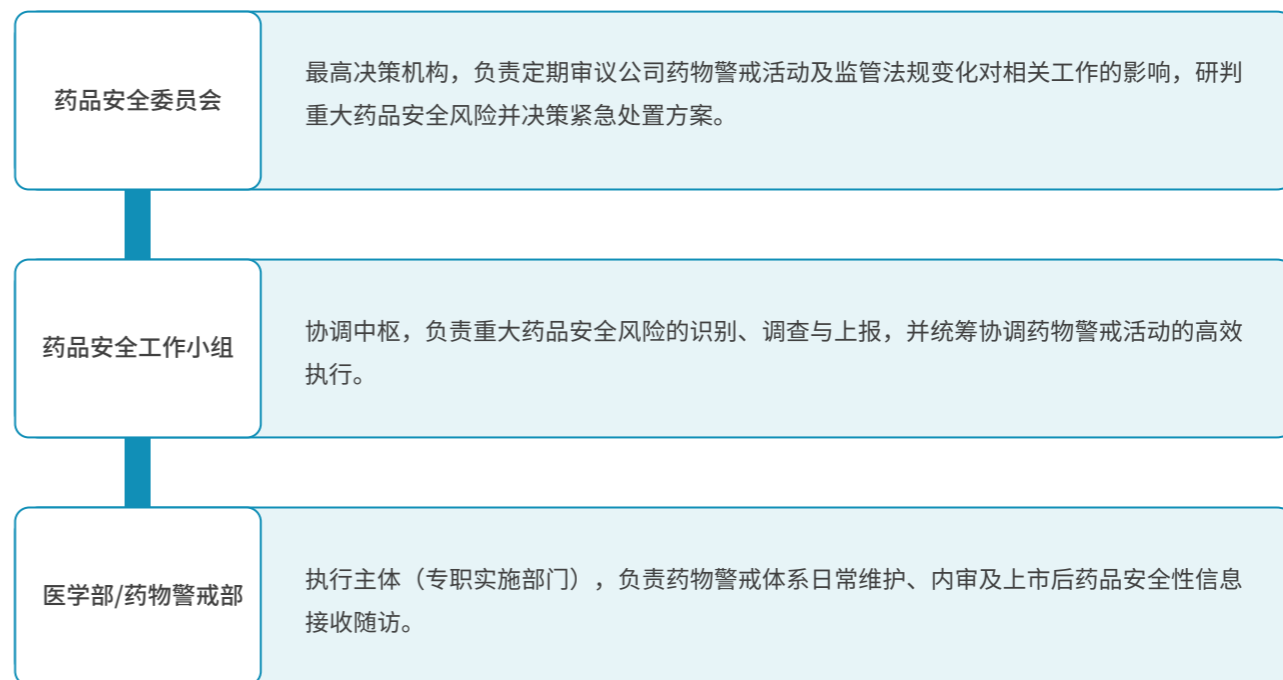 药品安全委员会
最高决策机构，负责定期审议公司药物警戒活动及监管法规变化对相关工作的影响，研判
重大药品安全风险并决策紧急处置方案。
药品安全工作小组
协调中枢，负责重大药品安全风险的识别、调查与上报，并统筹协调药物警戒活动的高效
执行。
医学部/药物警戒部
执行主体（专职实施部门），负责药物警戒体系日常维护、内审及上市后药品安全性信息
接收随访。